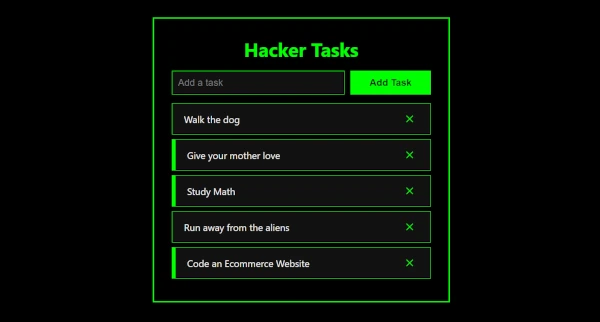 Hacker Tasks
Add a task
Add Task
Walk the dog ✕
Give your mother love ✕
Study Math ✕
Run away from the aliens ✕
Code an Ecommerce Website ✕